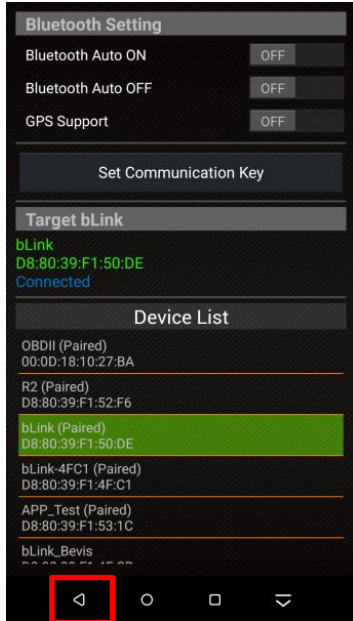 Bluetooth Setting
Bluetooth Auto ON OFF
Bluetooth Auto OFF OFF
GPS Support OFF
Set Communication Key
Target bLink
bLink
D8:80:39:F1:50:DE
Connected
Device List
OBDII (Paired)
00:0D:18:10:27:BA
R2 (Paired)
D8:80:39:F1:52:F6
bLink (Paired)
D8:80:39:F1:50:DE
bLink-4FC1 (Paired)
D8:80:39:F1:4F:C1
APP_Test (Paired)
D8:80:39:F1:53:1C
bLink_Bevis